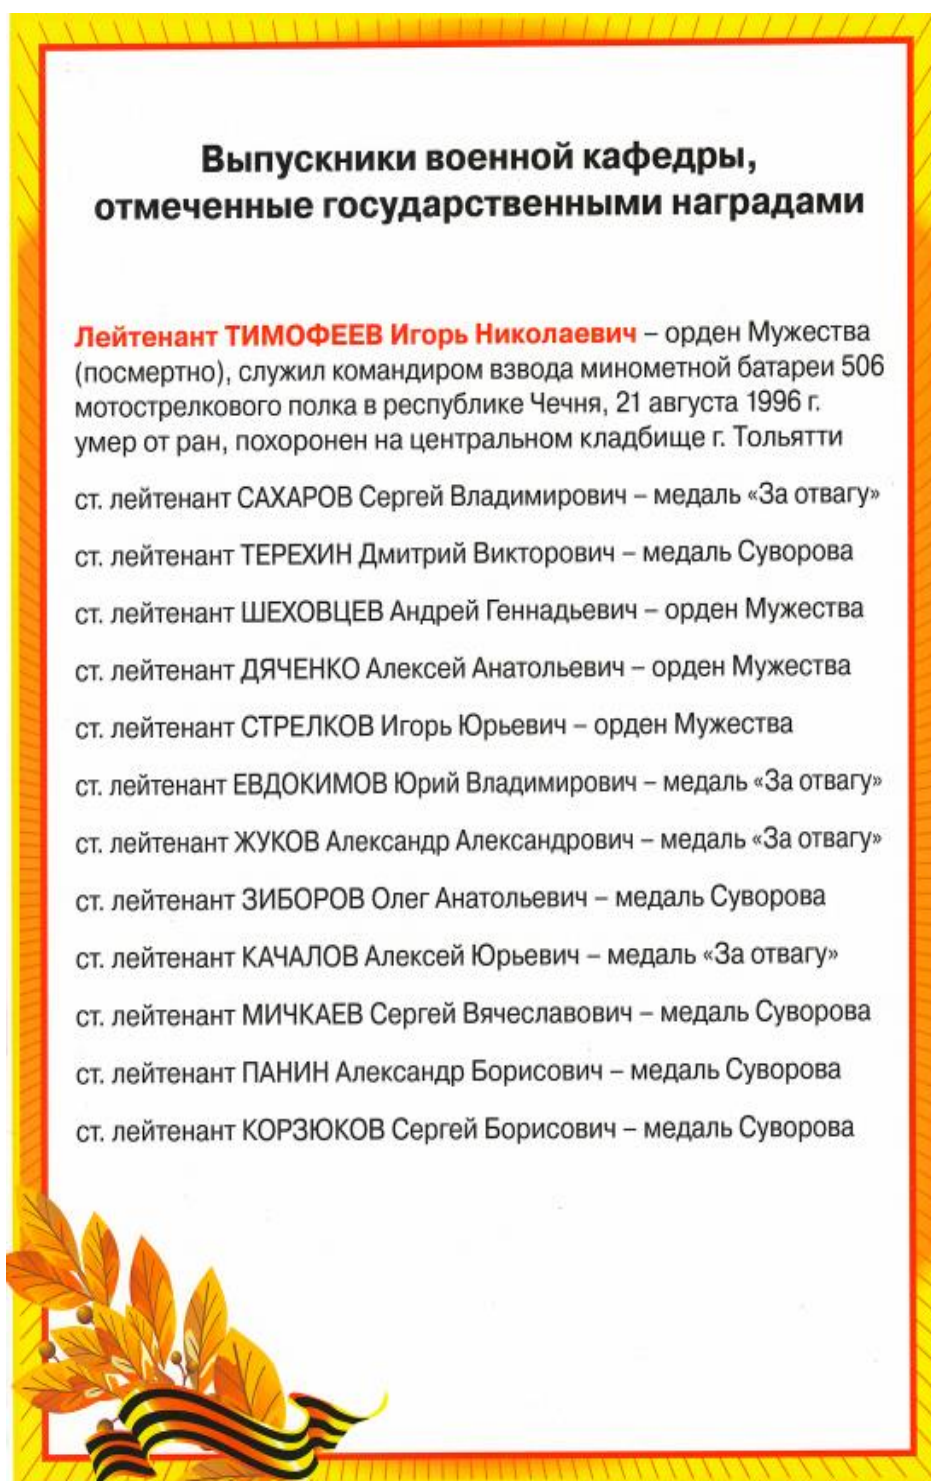 Выпускники военной кафедры,
отмеченные государственными наградами
Лейтенант ТИМОФЕЕВ Игорь Николаевич – орден Мужества
(посмертно), служил командиром взвода минометной батареи 506
мотострелкового полка в республике Чечня, 21 августа 1996 г.
умер от ран, похоронен на центральном кладбище г. Тольятти
ст. лейтенант САХАРОВ Сергей Владимирович – медаль «За отвагу»
ст. лейтенант ТЕРЕХИН Дмитрий Викторович – медаль Суворова
ст. лейтенант ШЕХОВЦЕВ Андрей Геннадьевич – орден Мужества
ст. лейтенант ДЯЧЕНКО Алексей Анатольевич – орден Мужества
ст. лейтенант СТРЕЛКОВ Игорь Юрьевич – орден Мужества
ст. лейтенант ЕВДОКИМОВ Юрий Владимирович – медаль «За отвагу»
ст. лейтенант ЖУКОВ Александр Александрович – медаль «За отвагу»
ст. лейтенант ЗИБОРОВ Олег Анатольевич – медаль Суворова
ст. лейтенант КАЧАЛОВ Алексей Юрьевич – медаль «За отвагу»
ст. лейтенант МИЧКАЕВ Сергей Вячеславович – медаль Суворова
ст. лейтенант ПАНИН Александр Борисович – медаль Суворова
ст. лейтенант КОРЗЮКОВ Сергей Борисович – медаль Суворова